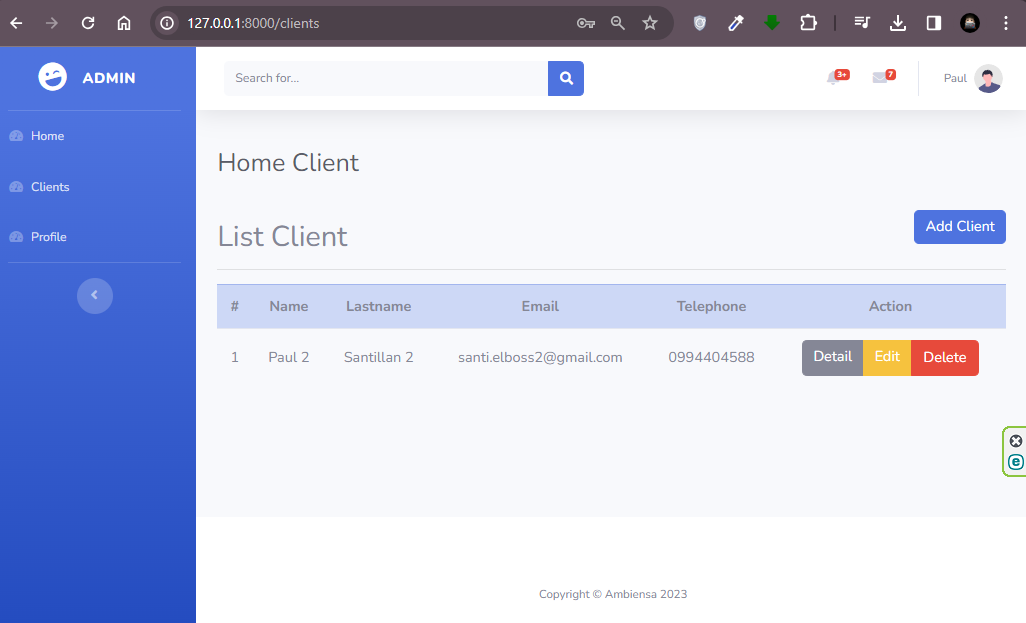 127.0.0.1:8000/clients
ADMIN
Search for...
3+
7
Paul
Home
Clients
Profile
Home Client
List Client
Add Client
# Name Lastname Email Telephone Action
1 Paul 2 Santillan 2 santi.elboss2@gmail.com 0994404588 Detail Edit Delete
Copyright © Ambiensa 2023